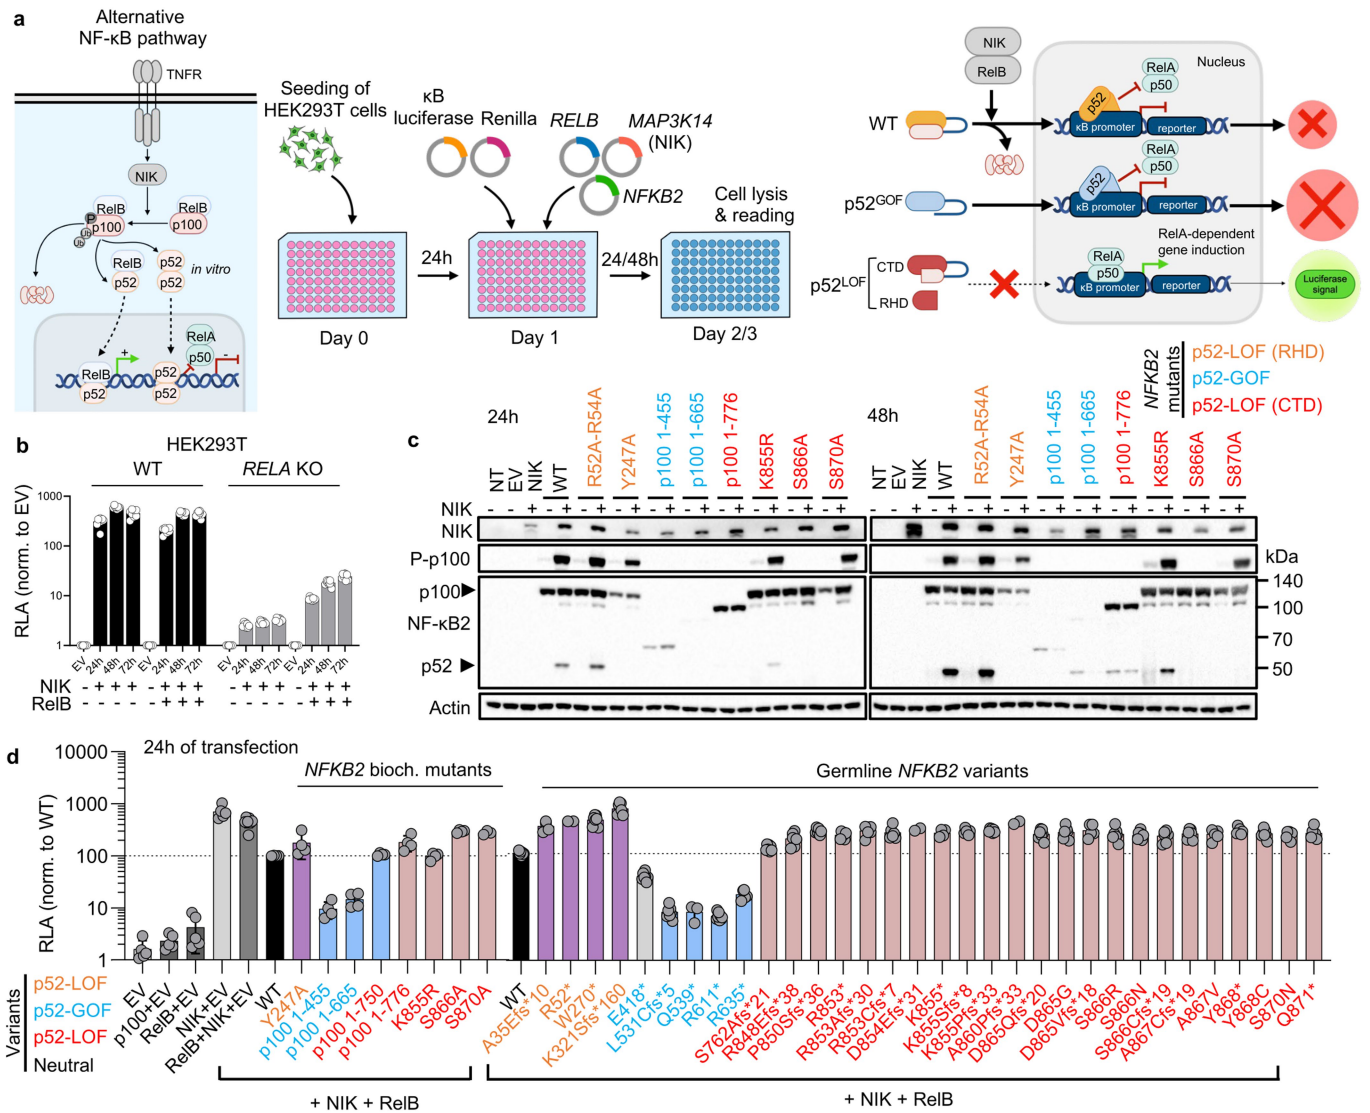 a
Alternative
NF-κB pathway
TNFR
NIK
RelB
p100
P
Ub
Ub
RelB
p100
RelB
p52
p52
p52
in vitro
RelA
p50
RelB
p52
+
p52
p52
-
Seeding of
HEK293T cells
κB
luciferase
Renilla
RELB
MAP3K14
(NIK)
NFKB2
Cell lysis
& reading
24h
24/48h
Day 0
Day 1
Day 2/3
NIK
RelB
Nucleus
WT
p52
RelA
p50
κB promoter
reporter
p52GOF
p52
RelA
p50
κB promoter
reporter
RelA-dependent
gene induction
p52LOF
CTD
RHD
RelA
p50
κB promoter
reporter
Luciferase
signal
NFKB2
mutants
p52-LOF (RHD)
p52-GOF
p52-LOF (CTD)
b
HEK293T
WT
RELA KO
RLA (norm. to EV)
1000
100
10
1
EV 24h 48h 72h EV 24h 48h 72h EV 24h 48h 72h EV 24h 48h 72h
NIK - + + + - + + + - + + + - + + +
RelB - - - - - + + + - - - - - + + +
c
24h
NT EV NIK WT R52A-R54A Y247A p100 1-455 p100 1-665 p100 1-776 K855R S866A S870A
48h
NT EV NIK WT R52A-R54A Y247A p100 1-455 p100 1-665 p100 1-776 K855R S866A S870A
NIK - - + - + - + - + - + - + - + - + - + - + - - + - + - + - + - + - + - + - + - + - +
NIK
P-p100
p100
NF-κB2
p52
Actin
kDa
140
100
70
50
d
24h of transfection
NFKB2 bioch. mutants
Germline NFKB2 variants
RLA (norm. to WT)
10000
1000
100
10
1
Variants
p52-LOF
p52-GOF
p52-LOF
Neutral
EV
p100+EV
RelB+EV
NIK+EV
RelB+NIK+EV
WT
Y247A
p100 1-455
p100 1-665
p100 1-750
p100 1-776
K855R
S866A
S870A
WT
A35Efs*10
R52*
W270*
K321Sfs*160
E418*
L531Cfs*5
Q539*
R611*
R635*
S762Afs*21
R848Efs*38
P850Sfs*36
R853*
R853Afs*30
R853Cfs*7
D854Efs*31
K855*
K855Sfs*8
K855Pfs*33
A860Pfs*33
D865Qfs*20
D865G
D865Vfs*18
S866R
S866N
S866Cfs*19
A867Cfs*19
A867V
Y868*
Y868C
S870N
Q871*
+ NIK + RelB
+ NIK + RelB